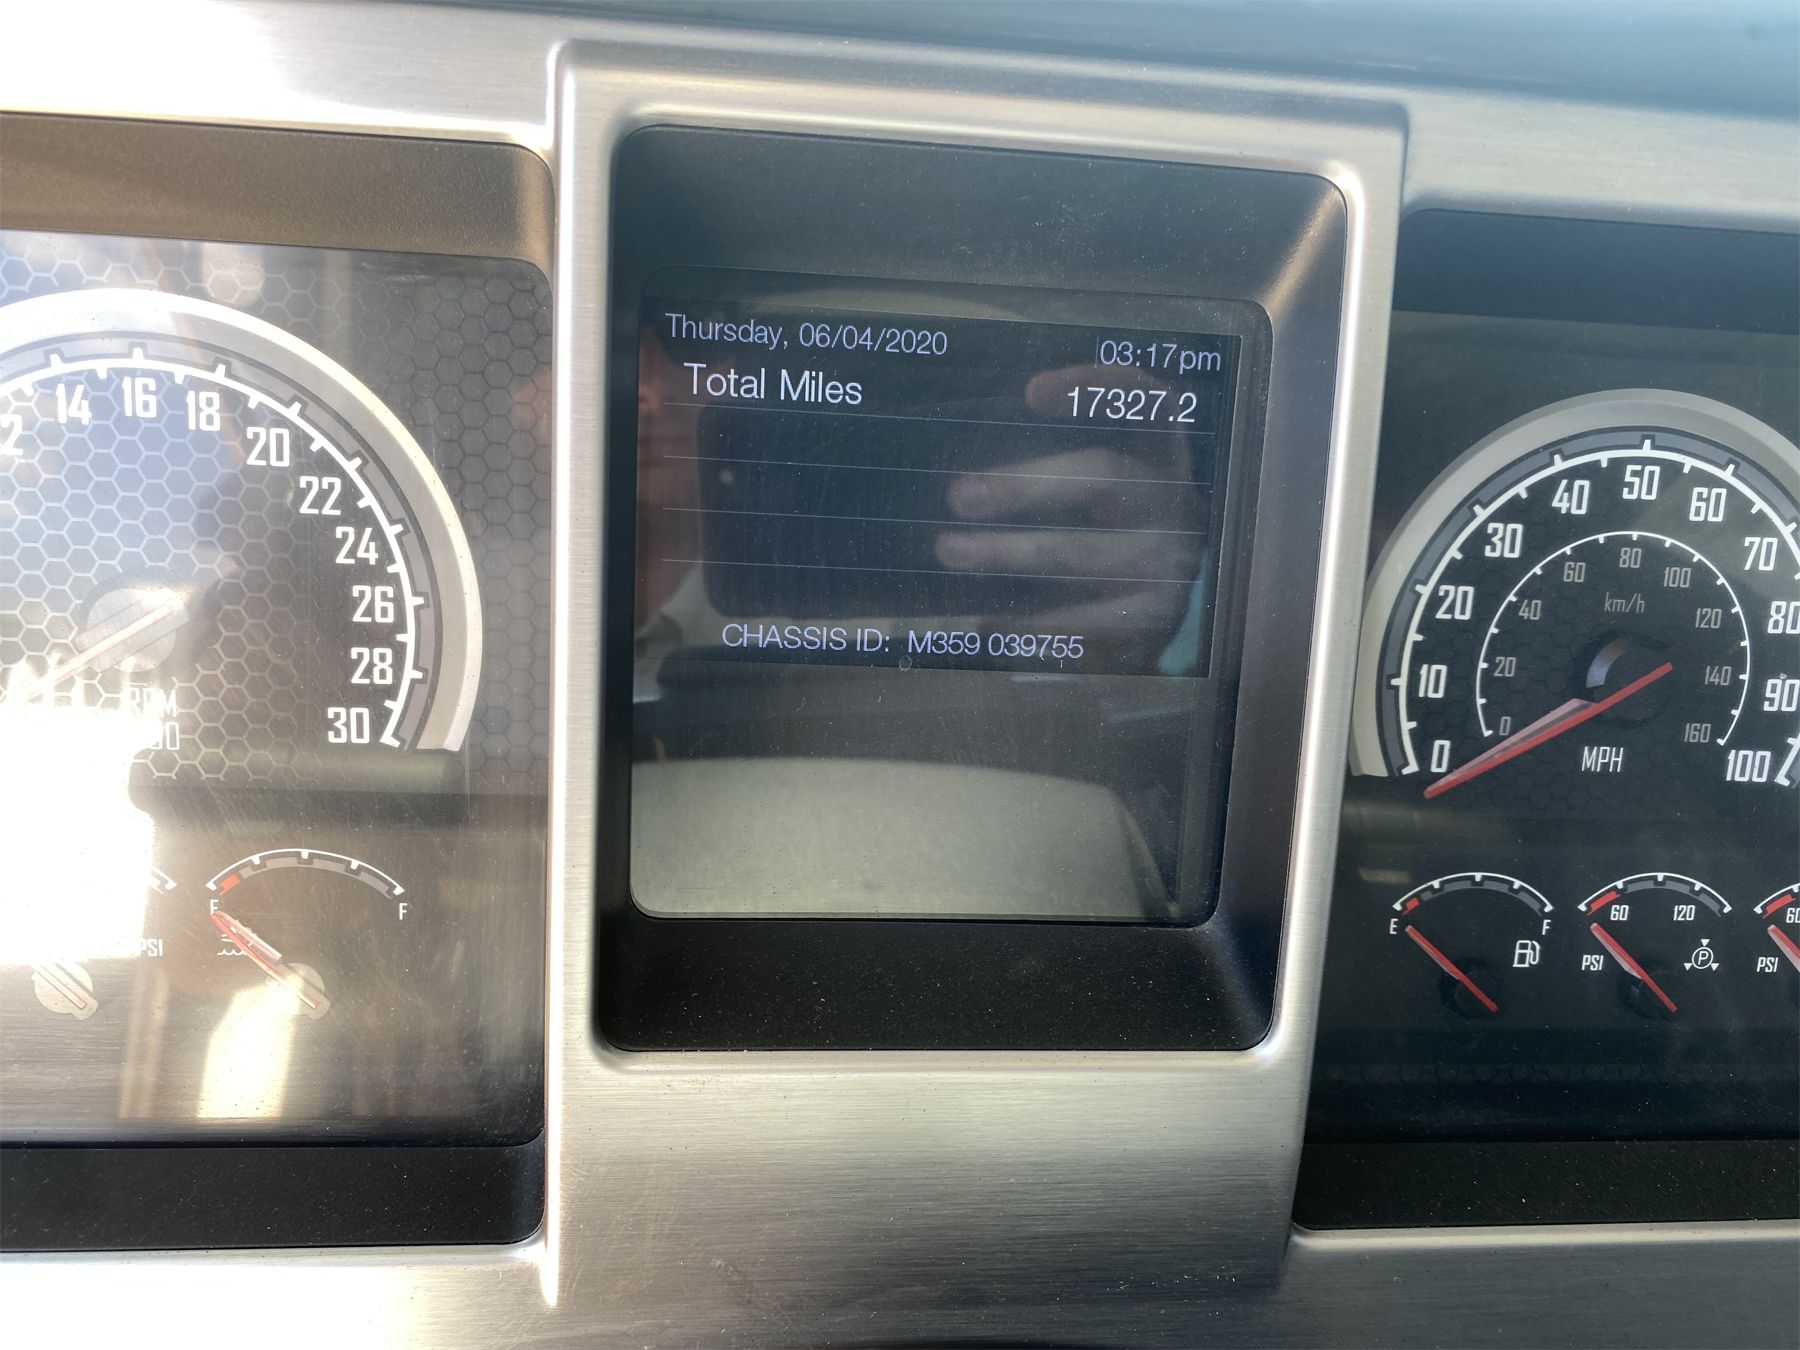 Thursday, 06/04/2020 03:17pm
Total Miles 17327.2
CHASSIS ID: M359 039755
14 16 18 20 22 24 26 28 30
RPM
PSI
F
0 10 20 30 40 50 60 70 80 90 100
0 20 40 60 80 100 120 140 160
km/h
MPH
E F
60 120
PSI
P
60
PSI